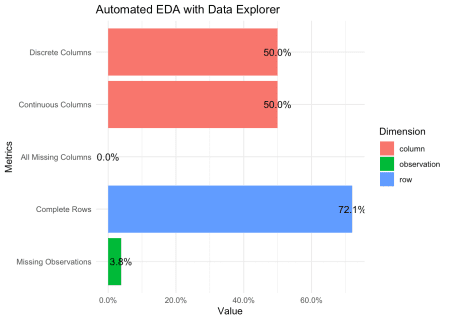 Automated EDA with Data Explorer
Discrete Columns
50.0%
Continuous Columns
50.0%
All Missing Columns
0.0%
Complete Rows
72.1%
Missing Observations
3.8%
0.0%
20.0%
40.0%
60.0%
Value
Metrics
Dimension
column
observation
row